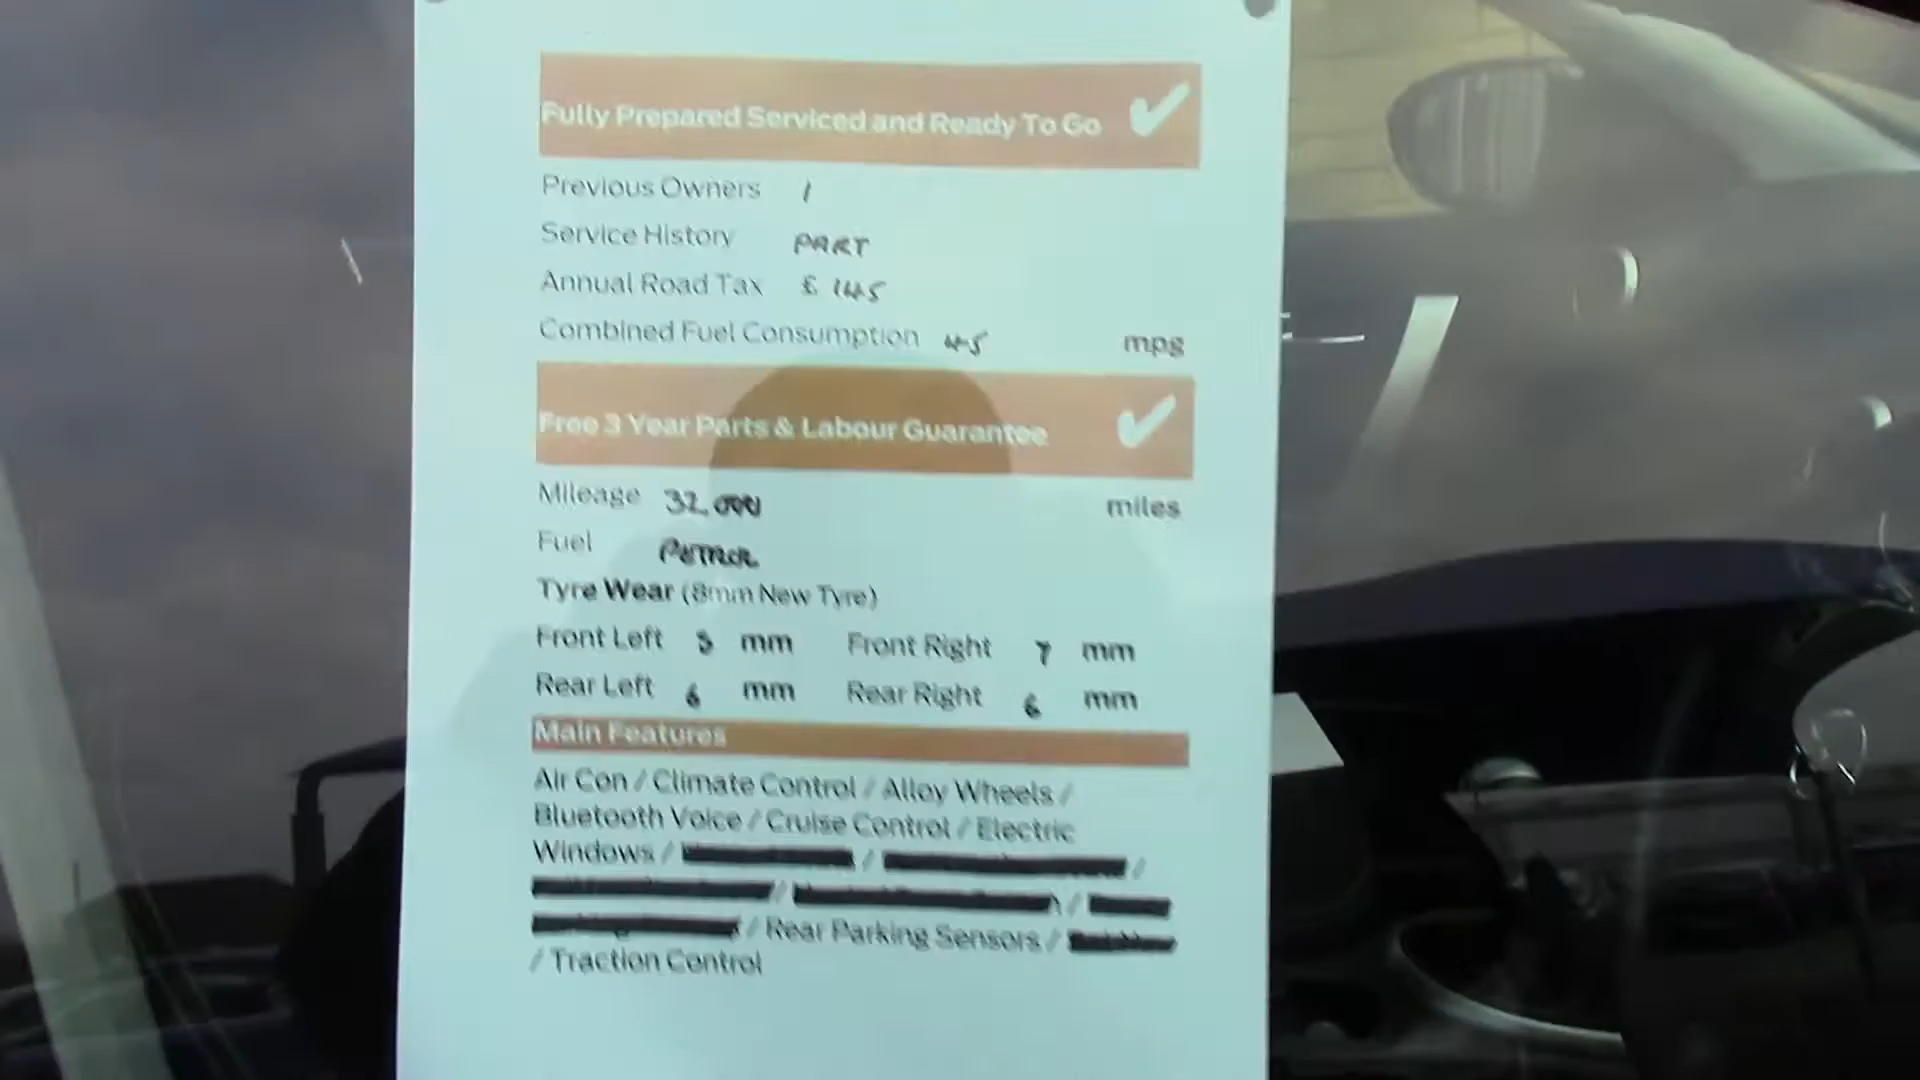 Fully Prepared Serviced and Ready To Go ✔
Previous Owners 1
Service History PART
Annual Road Tax £ 145
Combined Fuel Consumption 45 mpg
Free 3 Year Parts & Labour Guarantee ✔
Mileage 32,000 miles
Fuel PETROL
Tyre Wear (8mm New Tyre)
Front Left 5 mm Front Right 7 mm
Rear Left 6 mm Rear Right 6 mm
Main Features
Air Con / Climate Control / Alloy Wheels /
Bluetooth Voice / Cruise Control / Electric
Windows / / /
/ / /
/ Rear Parking Sensors /
/ Traction Control